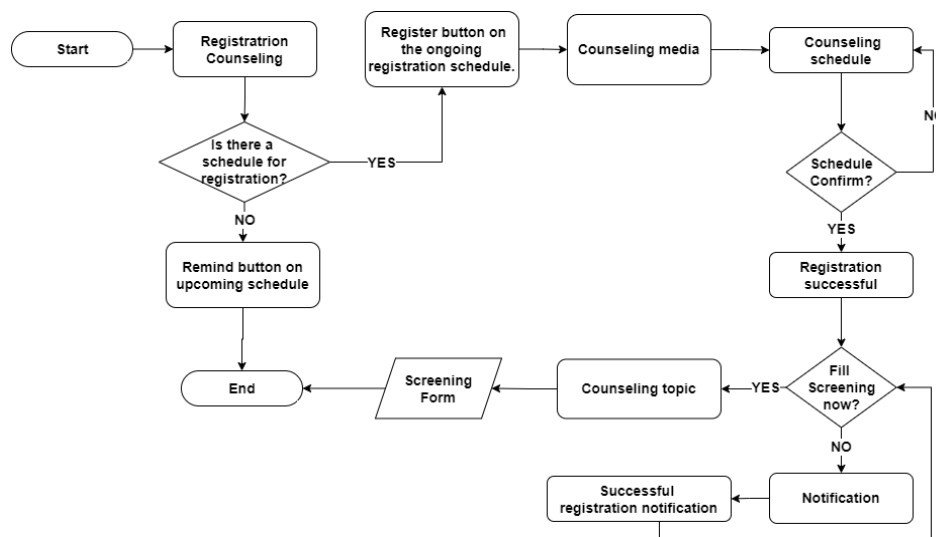 Start
Registratrion
Counseling
Register button on
the ongoing
registration schedule.
Counseling media
Counseling
schedule
NO
Is there a
schedule for
registration?
YES
Schedule
Confirm?
NO
YES
Remind button on
upcoming schedule
Registration
successful
End
Screening
Form
Counseling topic
YES
Fill
Screening
now?
NO
Successful
registration notification
Notification